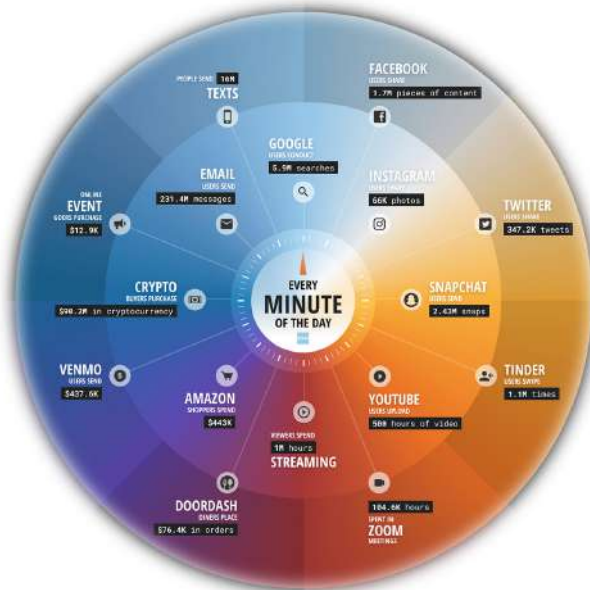 PEOPLE SEND 16M
TEXTS
FACEBOOK
USERS SHARE
1.7M pieces of content
GOOGLE
USERS CONDUCT
5.9M searches
EMAIL
USERS SEND
231.4M messages
INSTAGRAM
USERS SHARE
66K photos
ONLINE
EVENT
GOERS PURCHASE
$12.9K
TWITTER
USERS SHARE
347.2K tweets
EVERY
MINUTE
OF THE DAY
CRYPTO
BUYERS PURCHASE
$90.2M in cryptocurrency
SNAPCHAT
USERS SEND
2.43M snaps
VENMO
USERS SEND
$437.6K
AMAZON
SHOPPERS SPEND
$443K
YOUTUBE
USERS UPLOAD
500 hours of video
TINDER
USERS SWIPE
1.1M times
VIEWERS SPEND
1M hours
STREAMING
DOORDASH
DINERS PLACE
$76.4K in orders
104.6K hours
SPENT IN
ZOOM
MEETINGS